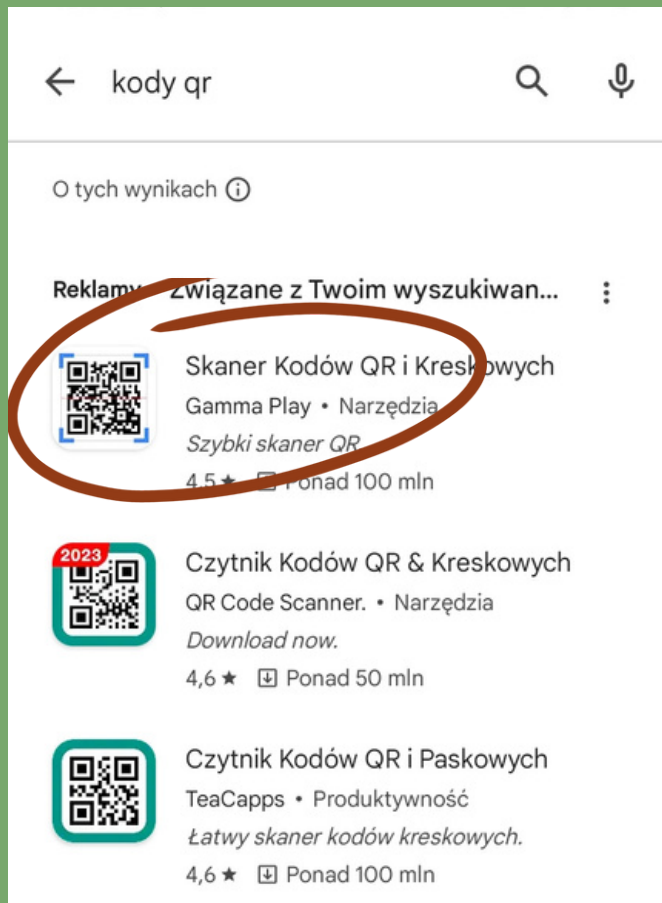 kody qr
O tych wynikach
Reklamy Związane z Twoim wyszukiwan...
Skaner Kodów QR i Kreskowych
Gamma Play • Narzędzia
Szybki skaner QR
4,5★ Ponad 100 mln
2023
Czytnik Kodów QR & Kreskowych
QR Code Scanner. • Narzędzia
Download now.
4,6★ Ponad 50 mln
Czytnik Kodów QR i Paskowych
TeaCapps • Produktywność
Łatwy skaner kodów kreskowych.
4,6★ Ponad 100 mln